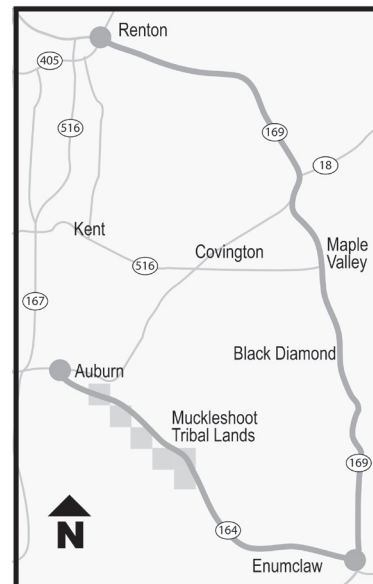 Renton
405
516
169
18
Kent
Covington
516
Maple
Valley
167
Black Diamond
Auburn
Muckleshoot
Tribal Lands
169
N
164
Enumclaw